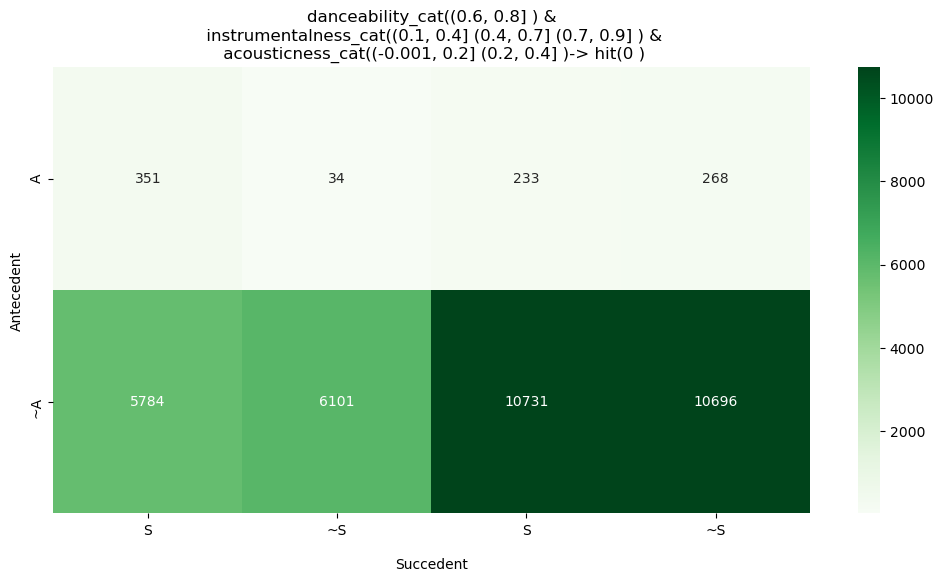 danceability_cat((0.6, 0.8] ) &
instrumentalness_cat((0.1, 0.4] (0.4, 0.7] (0.7, 0.9] ) &
acousticness_cat((-0.001, 0.2] (0.2, 0.4] )-> hit(0 )
10000
8000
6000
4000
2000
Antecedent
A
351 34 233 268
~A
5784 6101 10731 10696
S ~S S ~S
Succedent